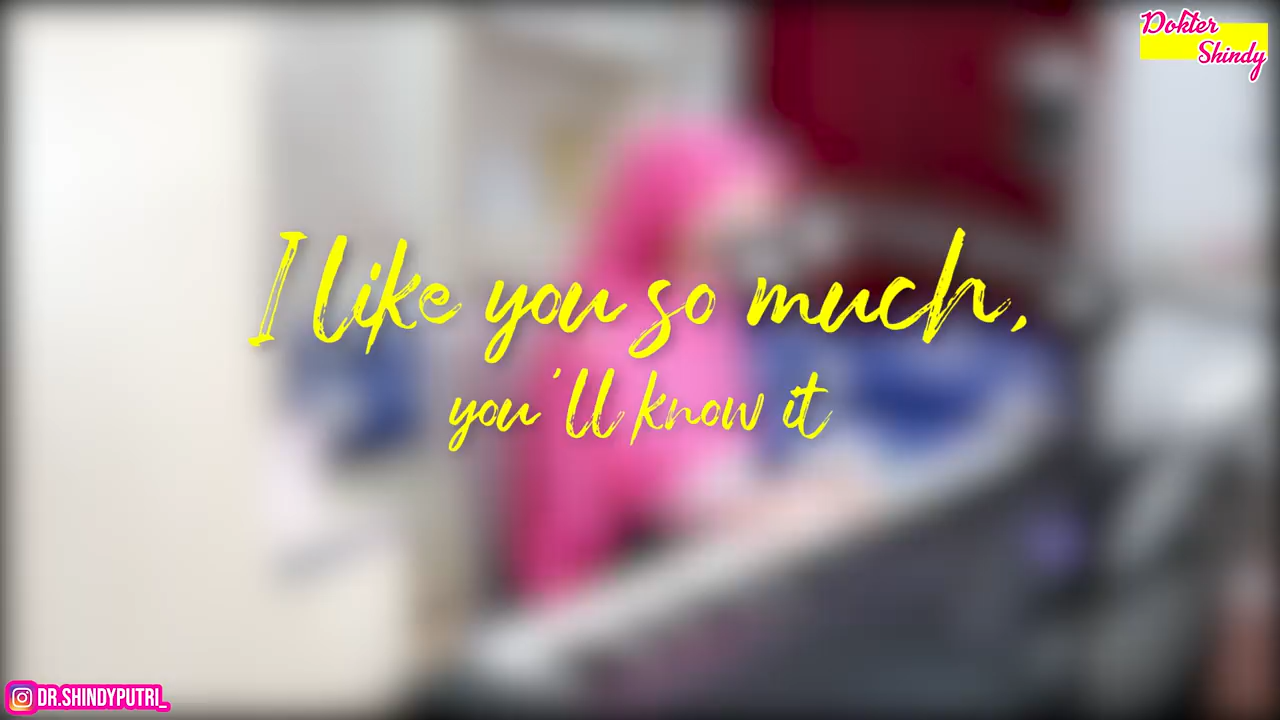 Dokter
Shindy
I like you so much,
you'll know it
DR.SHINDYPUTRI_